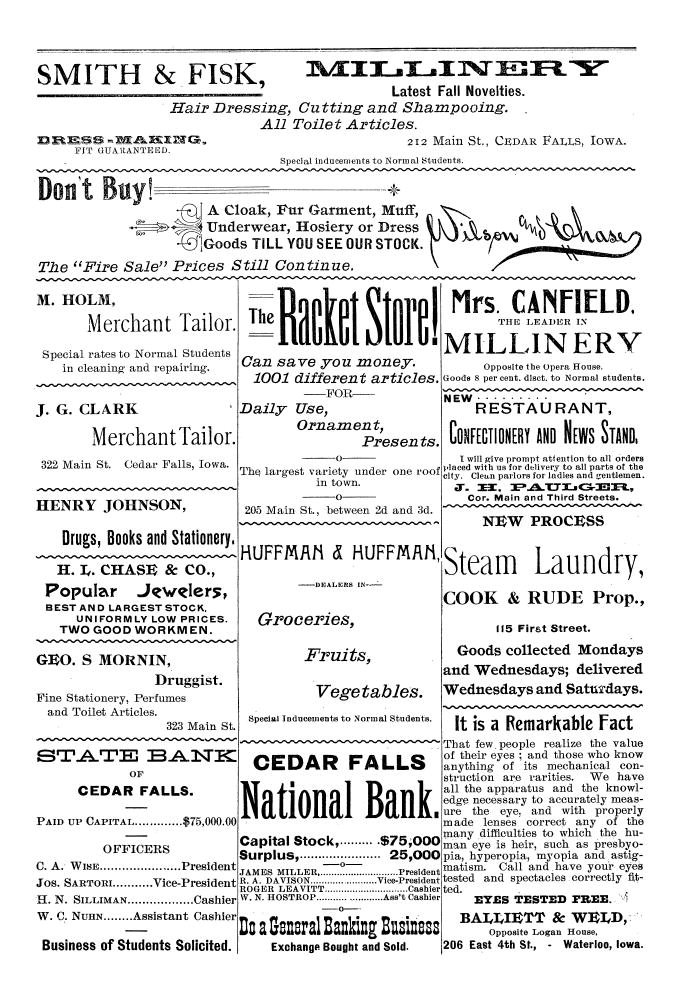 SMITH & FISK,
MILLINERY
Latest Fall Novelties.
Hair Dressing, Cutting and Shampooing.
All Toilet Articles.
DRESS-MAKING,
FIT GUARANTEED.
212 Main St., CEDAR FALLS, IOWA.
Special inducements to Normal Students.
Don't Buy!
A Cloak, Fur Garment, Muff,
Underwear, Hosiery or Dress
Goods TILL YOU SEE OUR STOCK.
Wilson and Chase
The "Fire Sale" Prices Still Continue.
M. HOLM,
Merchant Tailor.
Special rates to Normal Students
in cleaning and repairing.
J. G. CLARK
Merchant Tailor.
322 Main St. Cedar Falls, Iowa.
HENRY JOHNSON,
Drugs, Books and Stationery.
H. L. CHASE & CO.,
Popular Jewelers,
BEST AND LARGEST STOCK,
UNIFORMLY LOW PRICES.
TWO GOOD WORKMEN.
GEO. S MORNIN,
Druggist.
Fine Stationery, Perfumes
and Toilet Articles.
323 Main St.
STATE BANK
OF
CEDAR FALLS.
PAID UP CAPITAL.............$75,000.00
OFFICERS
C. A. WISE......................President
JOS. SARTORI...........Vice-President
H. N. SILLIMAN..................Cashier
W. C. NUHN........Assistant Cashier
Business of Students Solicited.
The Racket Store!
Can save you money.
1001 different articles.
——FOR——
Daily Use,
Ornament,
Presents.
——o——
The largest variety under one roof
in town.
——o——
205 Main St., between 2d and 3d.
HUFFMAN & HUFFMAN,
——DEALERS IN——
Groceries,
Fruits,
Vegetables.
Special Inducements to Normal Students.
CEDAR FALLS
National Bank.
Capital Stock,......... .$75,000
Surplus,....................... 25,000
——o——
JAMES MILLER,......................President
R. A. DAVISON.....................Vice-President
ROGER LEAVITT......................Cashier
W. N. HOSTROP................Ass't Cashier
——o——
Do a General Banking Business
Exchange Bought and Sold.
Mrs. CANFIELD,
THE LEADER IN
MILLINERY
Opposite the Opera House.
Goods 8 per cent. disct. to Normal students.
NEW · · · · · · · · ·
RESTAURANT,
CONFECTIONERY AND NEWS STAND,
I will give prompt attention to all orders
placed with us for delivery to all parts of the
city. Clean parlors for ladies and gentlemen.
J. H. PAULGER,
Cor. Main and Third Streets.
NEW PROCESS
Steam Laundry,
COOK & RUDE Prop.,
115 First Street.
Goods collected Mondays
and Wednesdays; delivered
Wednesdays and Saturdays.
It is a Remarkable Fact
That few people realize the value
of their eyes; and those who know
anything of its mechanical con-
struction are rarities. We have
all the apparatus and the knowl-
edge necessary to accurately meas-
ure the eye, and with properly
made lenses correct any of the
many difficulties to which the hu-
man eye is heir, such as presbyo-
pia, hyperopia, myopia and astig-
matism. Call and have your eyes
tested and spectacles correctly fit-
ted.
EYES TESTED FREE.
BALLIETT & WELD,
Opposite Logan House,
206 East 4th St., - Waterloo, Iowa.